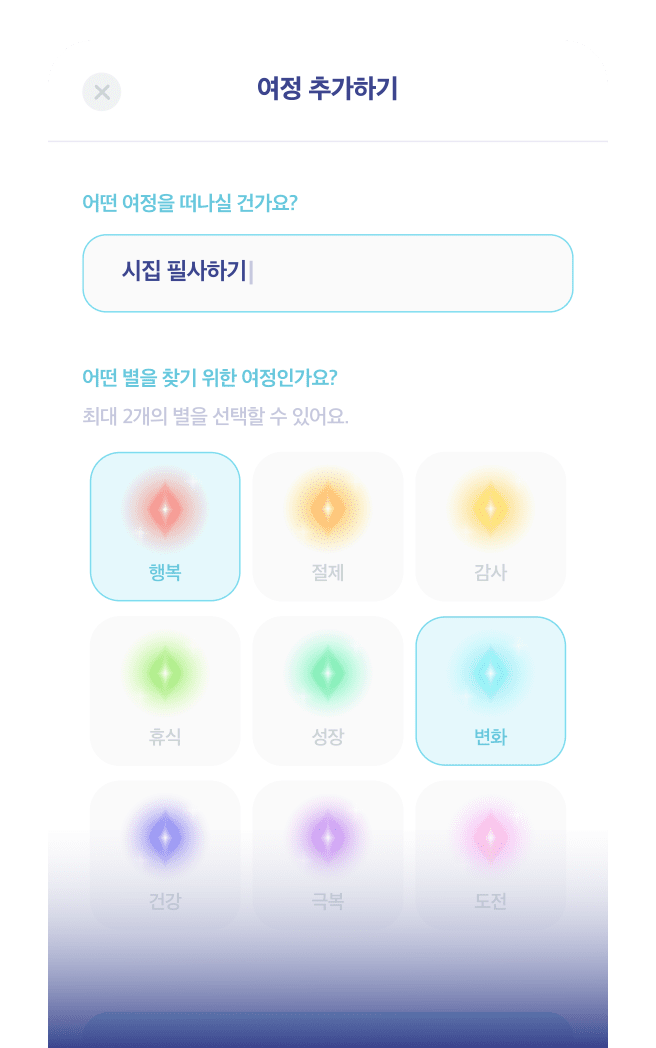 여정 추가하기
어떤 여정을 떠나실 건가요?
시집 필사하기
어떤 별을 찾기 위한 여정인가요?
최대 2개의 별을 선택할 수 있어요.
행복 절제 감사
휴식 성장 변화
건강 극복 도전